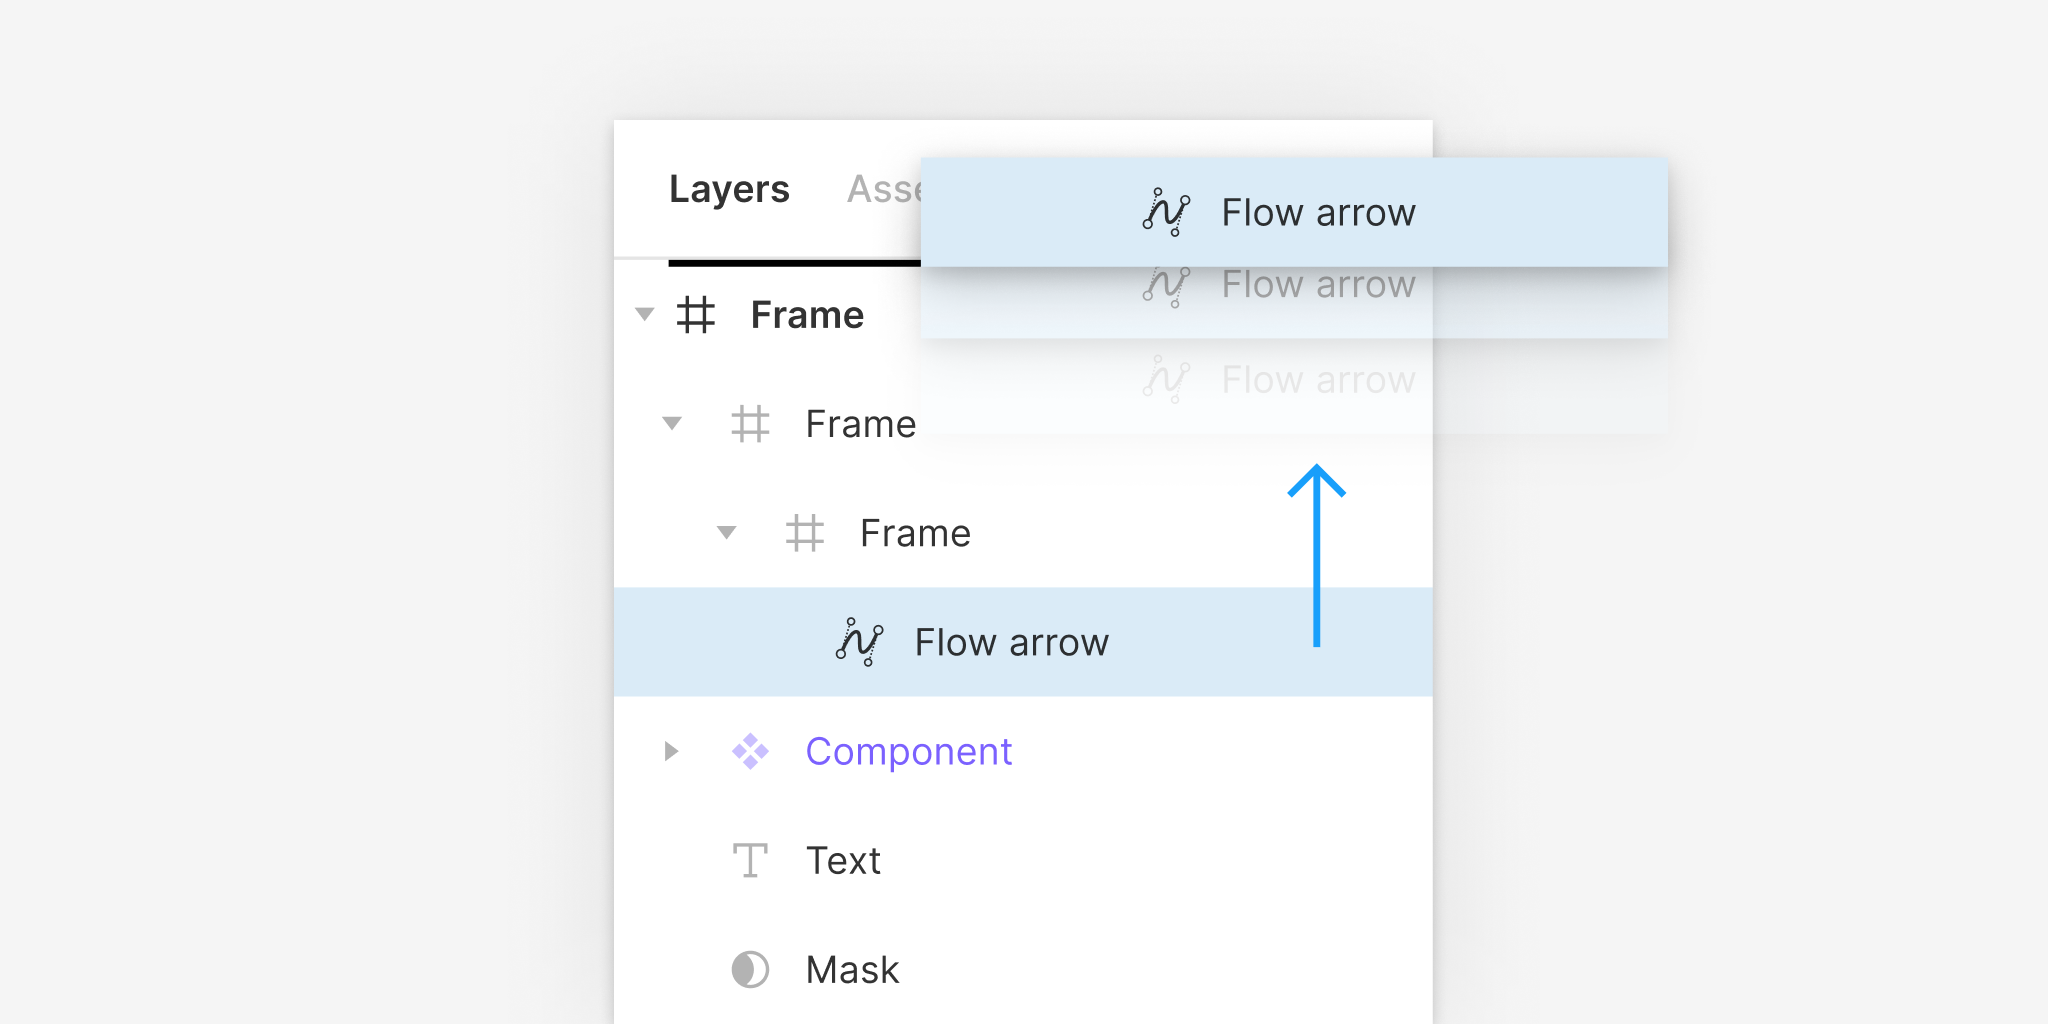 Layers Asse
Flow arrow
Flow arrow
Frame
Flow arrow
Frame
Frame
Flow arrow
Component
Text
Mask